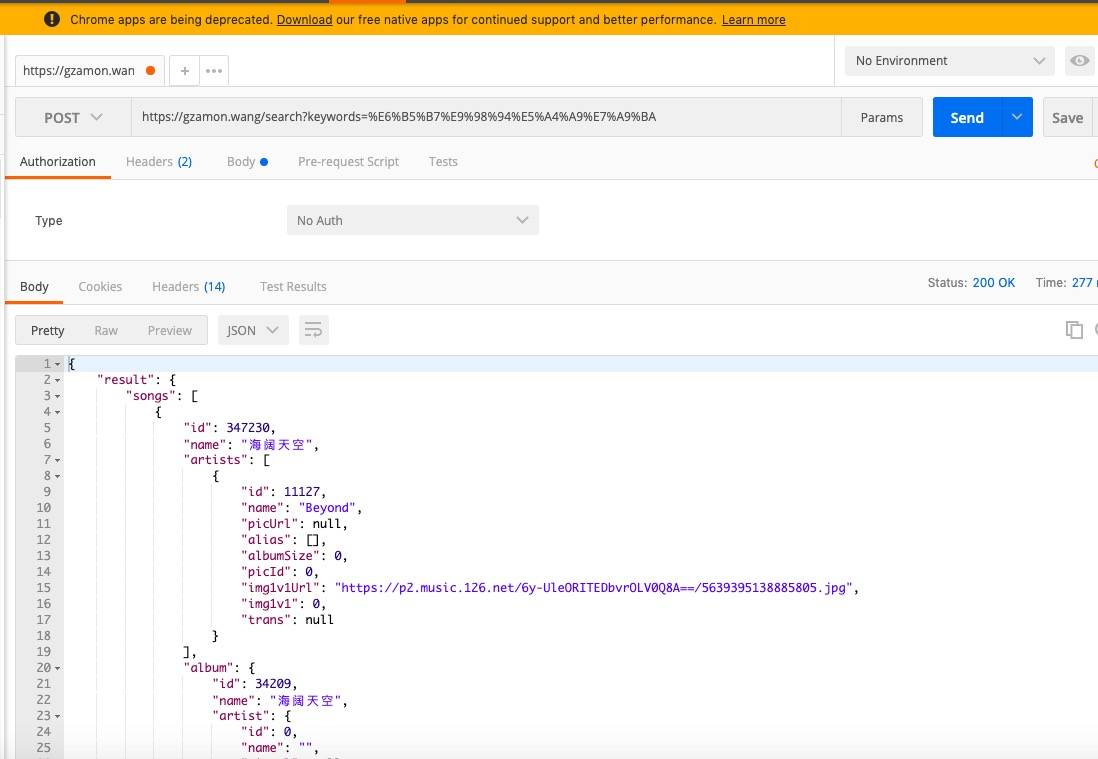 Chrome apps are being deprecated. Download our free native apps for continued support and better performance. Learn more
https://gzamon.wan
No Environment
POST https://gzamon.wang/search?keywords=%E6%B5%B7%E9%98%94%E5%A4%A9%E7%A9%BA Params Send Save
Authorization Headers (2) Body Pre-request Script Tests
Type No Auth
Body Cookies Headers (14) Test Results Status: 200 OK Time: 277
Pretty Raw Preview JSON
1 {
2 "result": {
3 "songs": [
4 {
5 "id": 347230,
6 "name": "海阔天空",
7 "artists": [
8 {
9 "id": 11127,
10 "name": "Beyond",
11 "picUrl": null,
12 "alias": [],
13 "albumSize": 0,
14 "picId": 0,
15 "img1v1Url": "https://p2.music.126.net/6y-UleORITEDbvrOLV0Q8A==/5639395138885805.jpg",
16 "img1v1": 0,
17 "trans": null
18 }
19 ],
20 "album": {
21 "id": 34209,
22 "name": "海阔天空",
23 "artist": {
24 "id": 0,
25 "name": "",